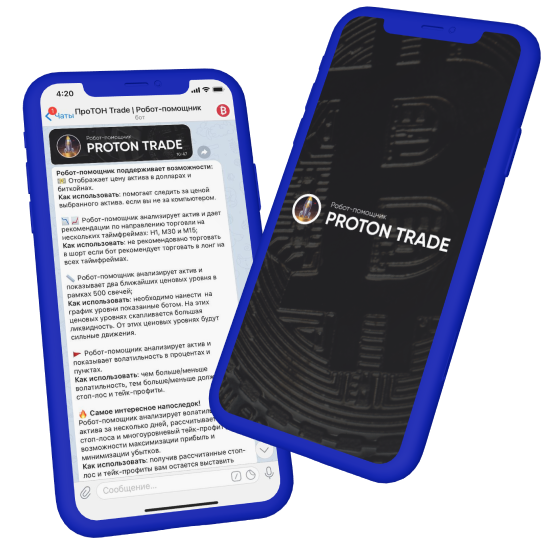 4:20
1
Чаты
ПроТОН Trade | Робот-помощник
бот
Робот-помощник
PROTON TRADE
10:47
Робот-помощник поддерживает возможности:
Отображает цену актива в долларах и
биткойнах.
Как использовать: помогает следить за ценой
выбранного актива. если вы не за компьютером.
Робот-помощник анализирует актив и дает
рекомендации по направлению торговли на
нескольких таймфреймах: H1, M30 и M15;
Как использовать: не рекомендовано торговать
в шорт если бот рекомендует торговать в лонг на
всех таймфреймах.
Робот-помощник анализирует актив и
показывает два ближайших ценовых уровня в
рамках 500 свечей;
Как использовать: необходимо нанести на
график уровни показанные ботом. На этих
ценовых уровнях скапливается большая
ликвидность. От этих ценовых уровней будут
сильные движения.
Робот-помощник анализирует актив и
показывает волатильность в процентах и
пунктах.
Как использовать: чем больше/меньше
волатильность, тем больше/меньше
стоп-лос и тейк-профиты.
Самое интересное напоследок!
Робот-помощник анализирует
актива за несколько дней, рассчитывает
стоп-лоса и многоуровневый
возможности максимизации прибыль и
минимизации убытков.
Как использовать: получив рассчитанные стоп-
лос и тейк-профиты вам остается выставить
Сообщение...
Робот-помощник
PROTON TRADE